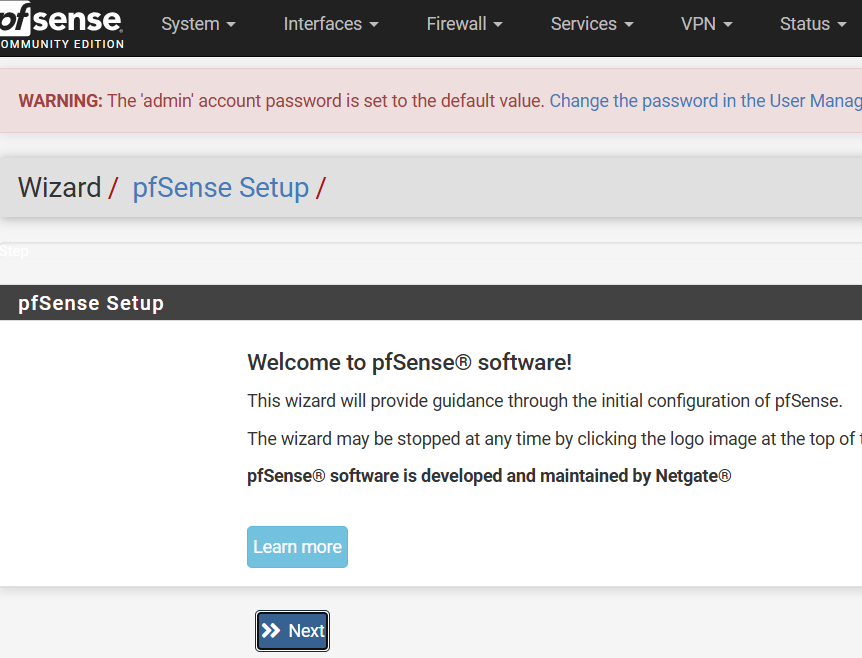 pfsense
OMMUNITY EDITION
System
Interfaces
Firewall
Services
VPN
Status
WARNING: The 'admin' account password is set to the default value. Change the password in the User Manag
Wizard / pfSense Setup /
Step
pfSense Setup
Welcome to pfSense® software!
This wizard will provide guidance through the initial configuration of pfSense.
The wizard may be stopped at any time by clicking the logo image at the top of t
pfSense® software is developed and maintained by Netgate®
Learn more
Next